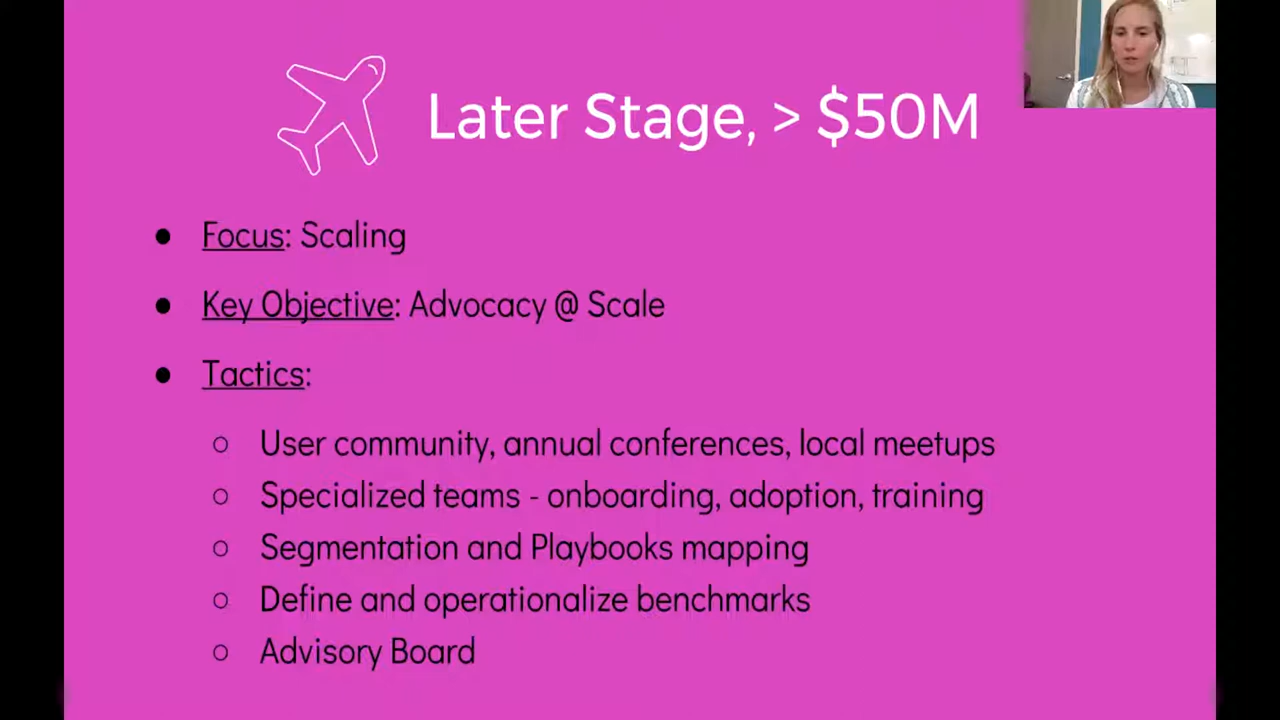 Later Stage, > $50M
● Focus: Scaling
● Key Objective: Advocacy @ Scale
● Tactics:
○ User community, annual conferences, local meetups
○ Specialized teams - onboarding, adoption, training
○ Segmentation and Playbooks mapping
○ Define and operationalize benchmarks
○ Advisory Board